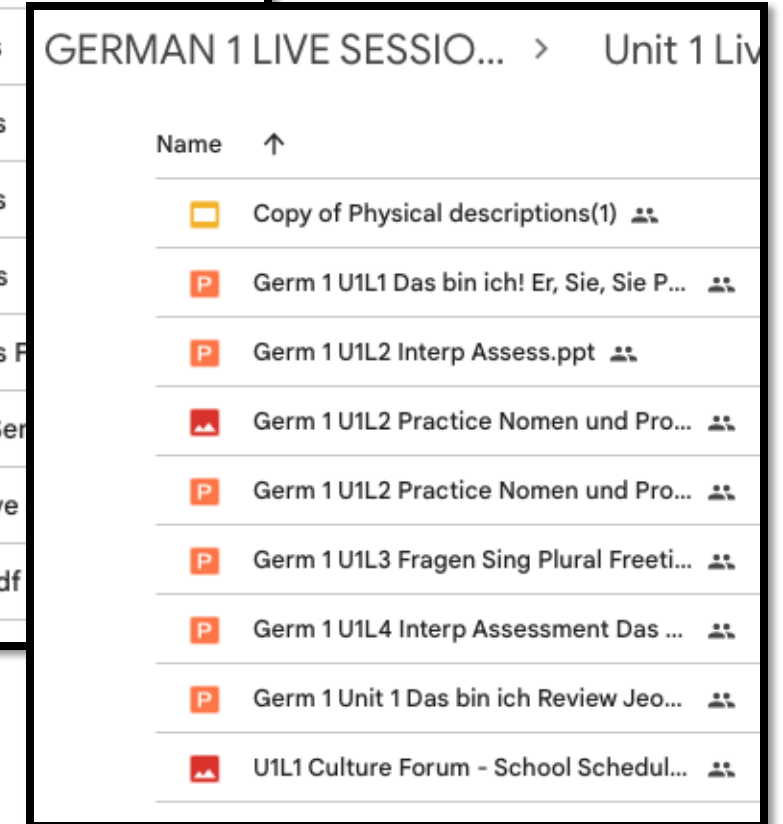 GERMAN 1 LIVE SESSIO... > Unit 1 Liv
Name ↑
Copy of Physical descriptions(1)
Germ 1 U1L1 Das bin ich! Er, Sie, Sie P...
Germ 1 U1L2 Interp Assess.ppt
Germ 1 U1L2 Practice Nomen und Pro...
Germ 1 U1L2 Practice Nomen und Pro...
Germ 1 U1L3 Fragen Sing Plural Freeti...
Germ 1 U1L4 Interp Assessment Das ...
Germ 1 Unit 1 Das bin ich Review Jeo...
U1L1 Culture Forum - School Schedul...